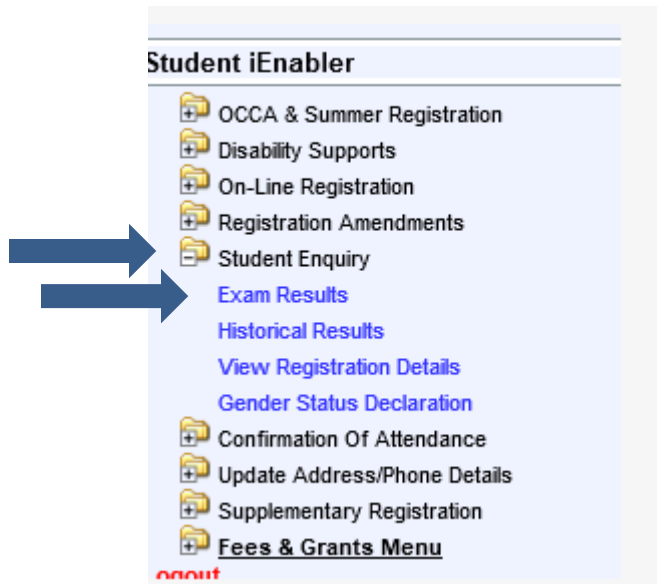 Student iEnabler
OCCA & Summer Registration
Disability Supports
On-Line Registration
Registration Amendments
Student Enquiry
Exam Results
Historical Results
View Registration Details
Gender Status Declaration
Confirmation Of Attendance
Update Address/Phone Details
Supplementary Registration
Fees & Grants Menu
ogout